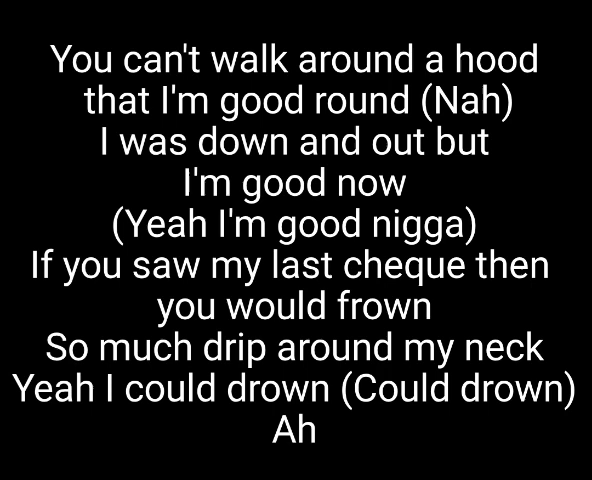 You can't walk around a hood
that I'm good round (Nah)
I was down and out but
I'm good now
(Yeah I'm good nigga)
If you saw my last cheque then
you would frown
So much drip around my neck
Yeah I could drown (Could drown)
Ah